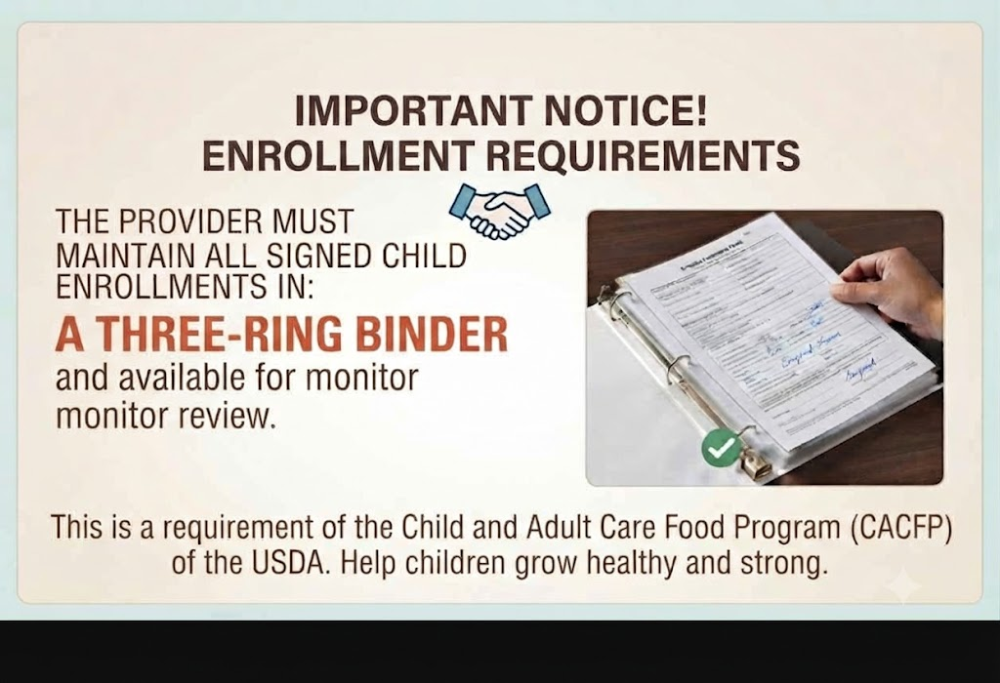 IMPORTANT NOTICE!
ENROLLMENT REQUIREMENTS
THE PROVIDER MUST
MAINTAIN ALL SIGNED CHILD
ENROLLMENTS IN:
A THREE-RING BINDER
and available for monitor
monitor review.
This is a requirement of the Child and Adult Care Food Program (CACFP)
of the USDA. Help children grow healthy and strong.